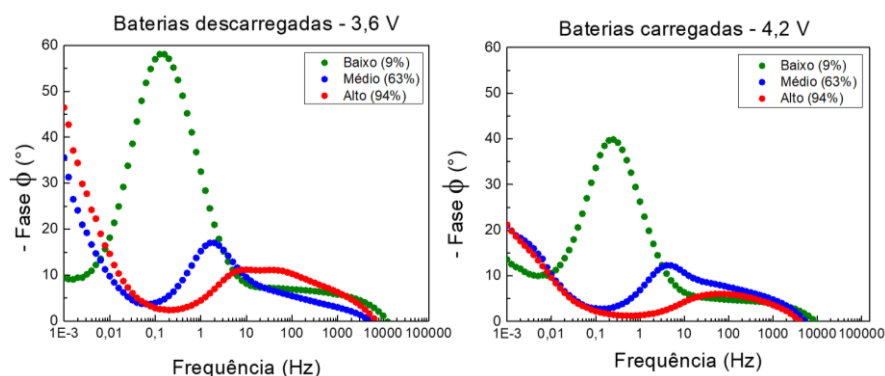 Baterias descarregadas - 3,6 V
60
50
40
30
20
10
0
- Fase ϕ (°)
Baixo (9%)
Médio (63%)
Alto (94%)
1E-3 0,01 0,1 1 10 100 1000 10000 100000
Frequência (Hz)
Baterias carregadas - 4,2 V
60
50
40
30
20
10
0
- Fase ϕ (°)
Baixo (9%)
Médio (63%)
Alto (94%)
1E-3 0,01 0,1 1 10 100 1000 10000 100000
Frequência (Hz)